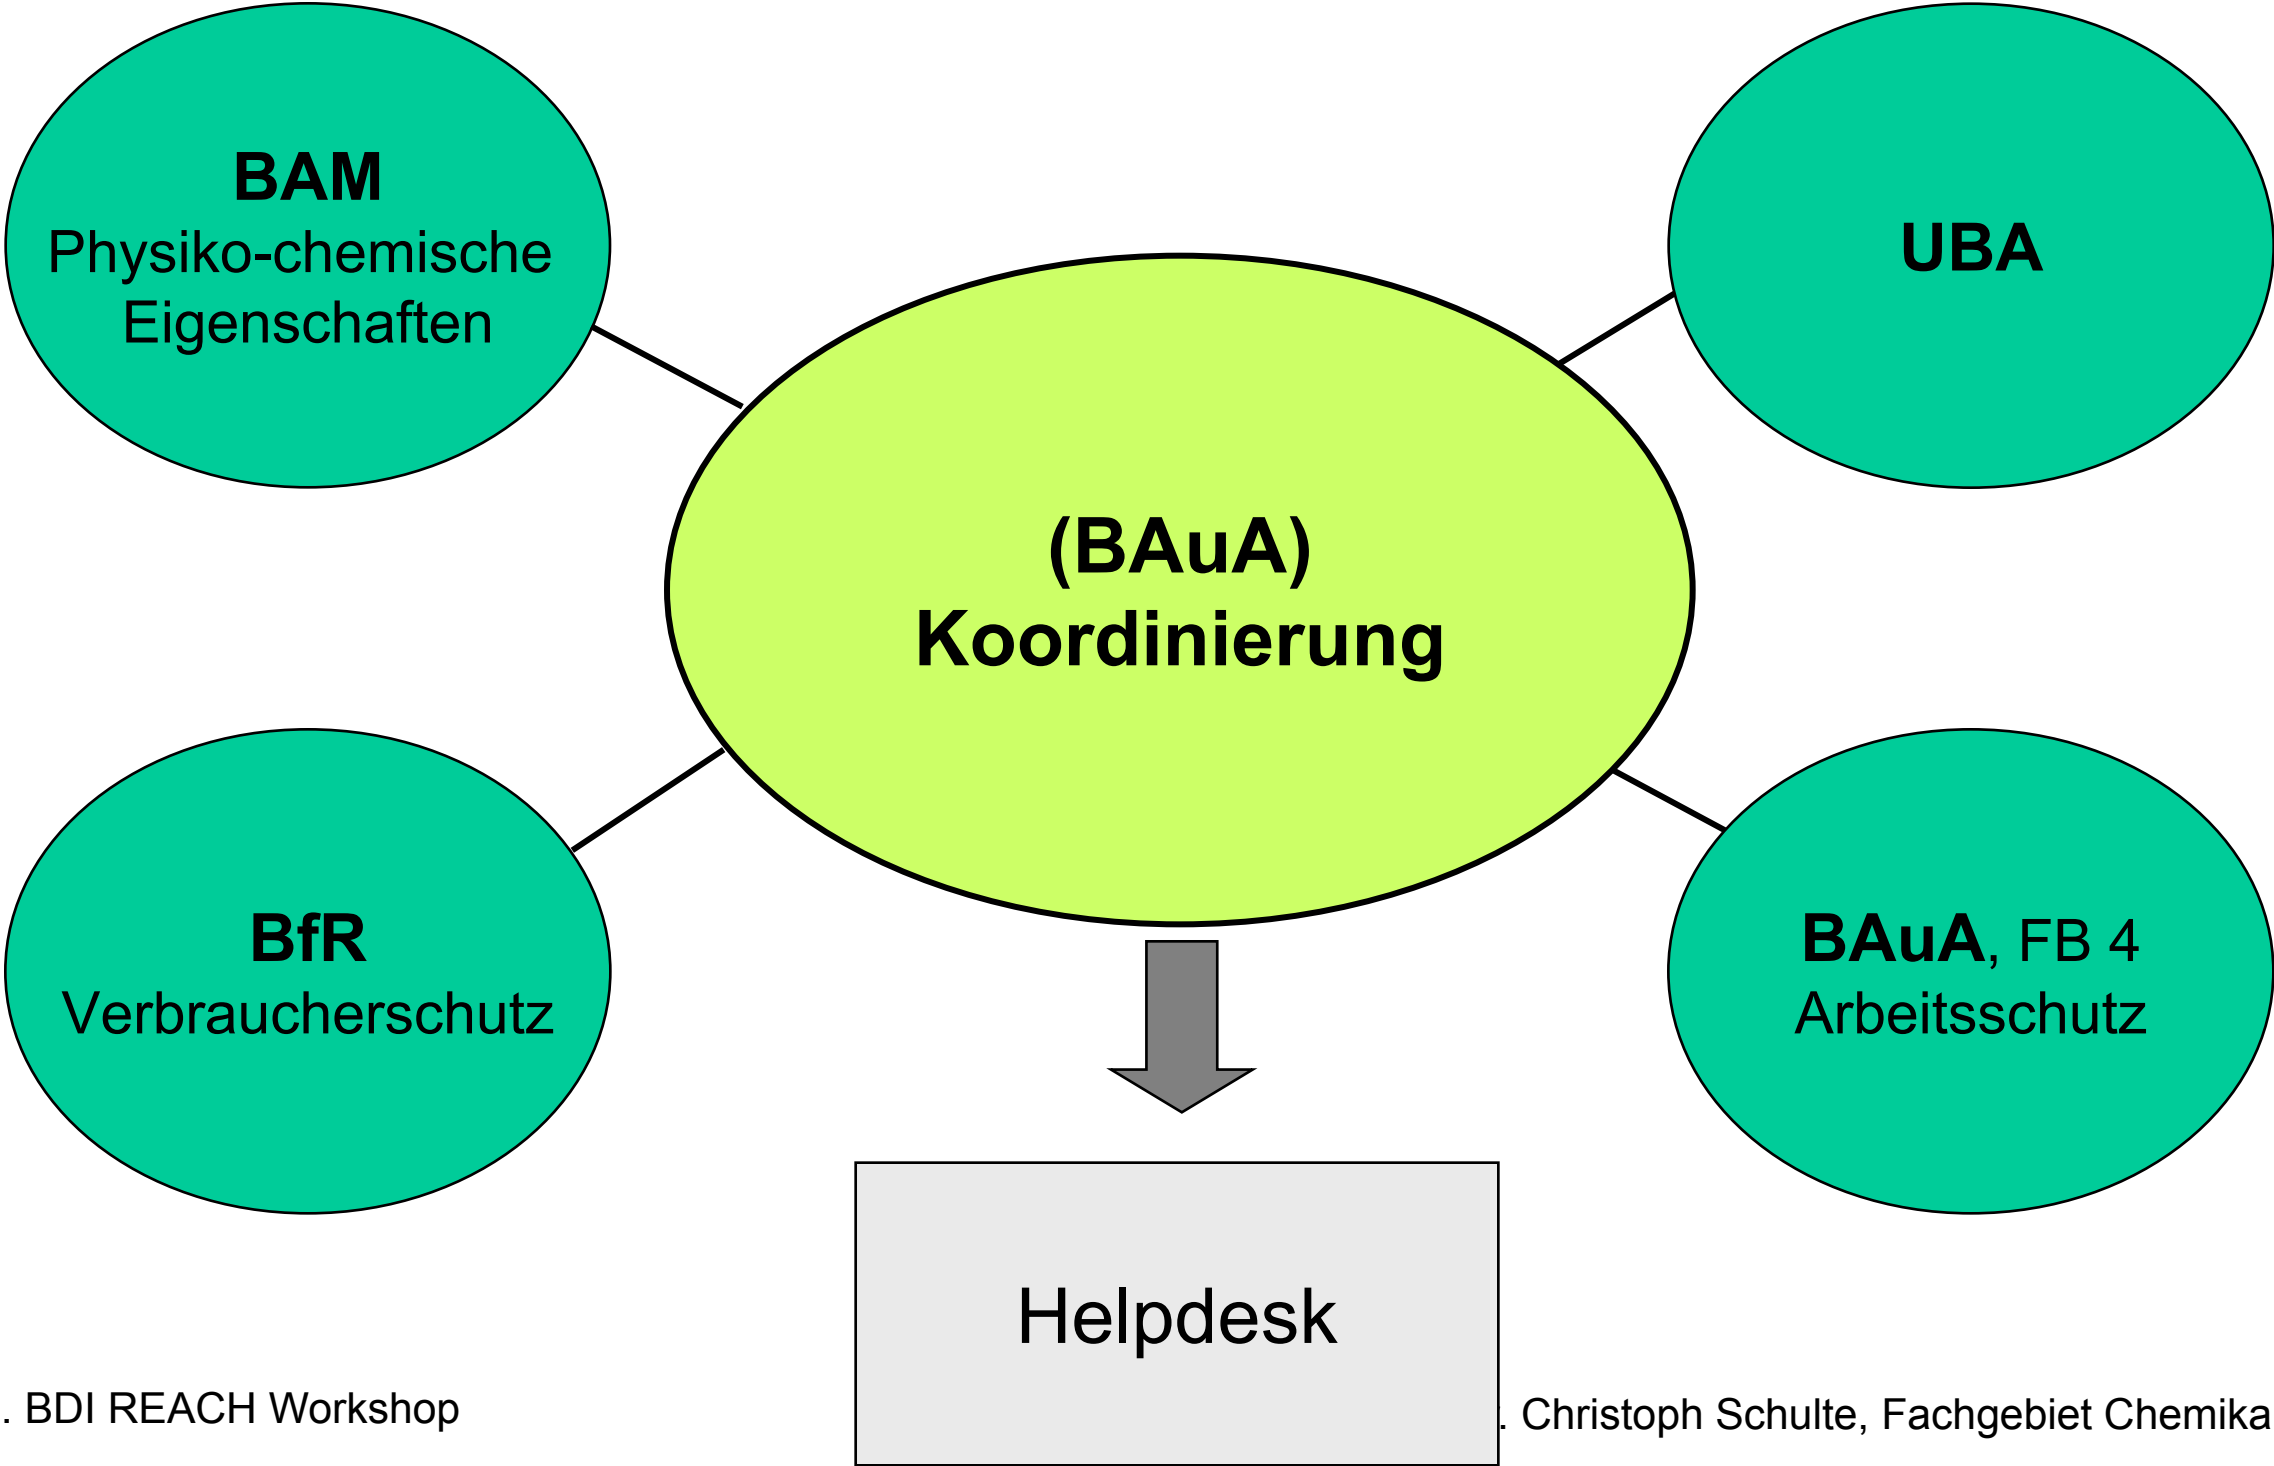 BAM
Physiko-chemische
Eigenschaften
UBA
(BAuA)
Koordinierung
BfR
Verbraucherschutz
BAuA, FB 4
Arbeitsschutz
Helpdesk
. BDI REACH Workshop
. Christoph Schulte, Fachgebiet Chemika